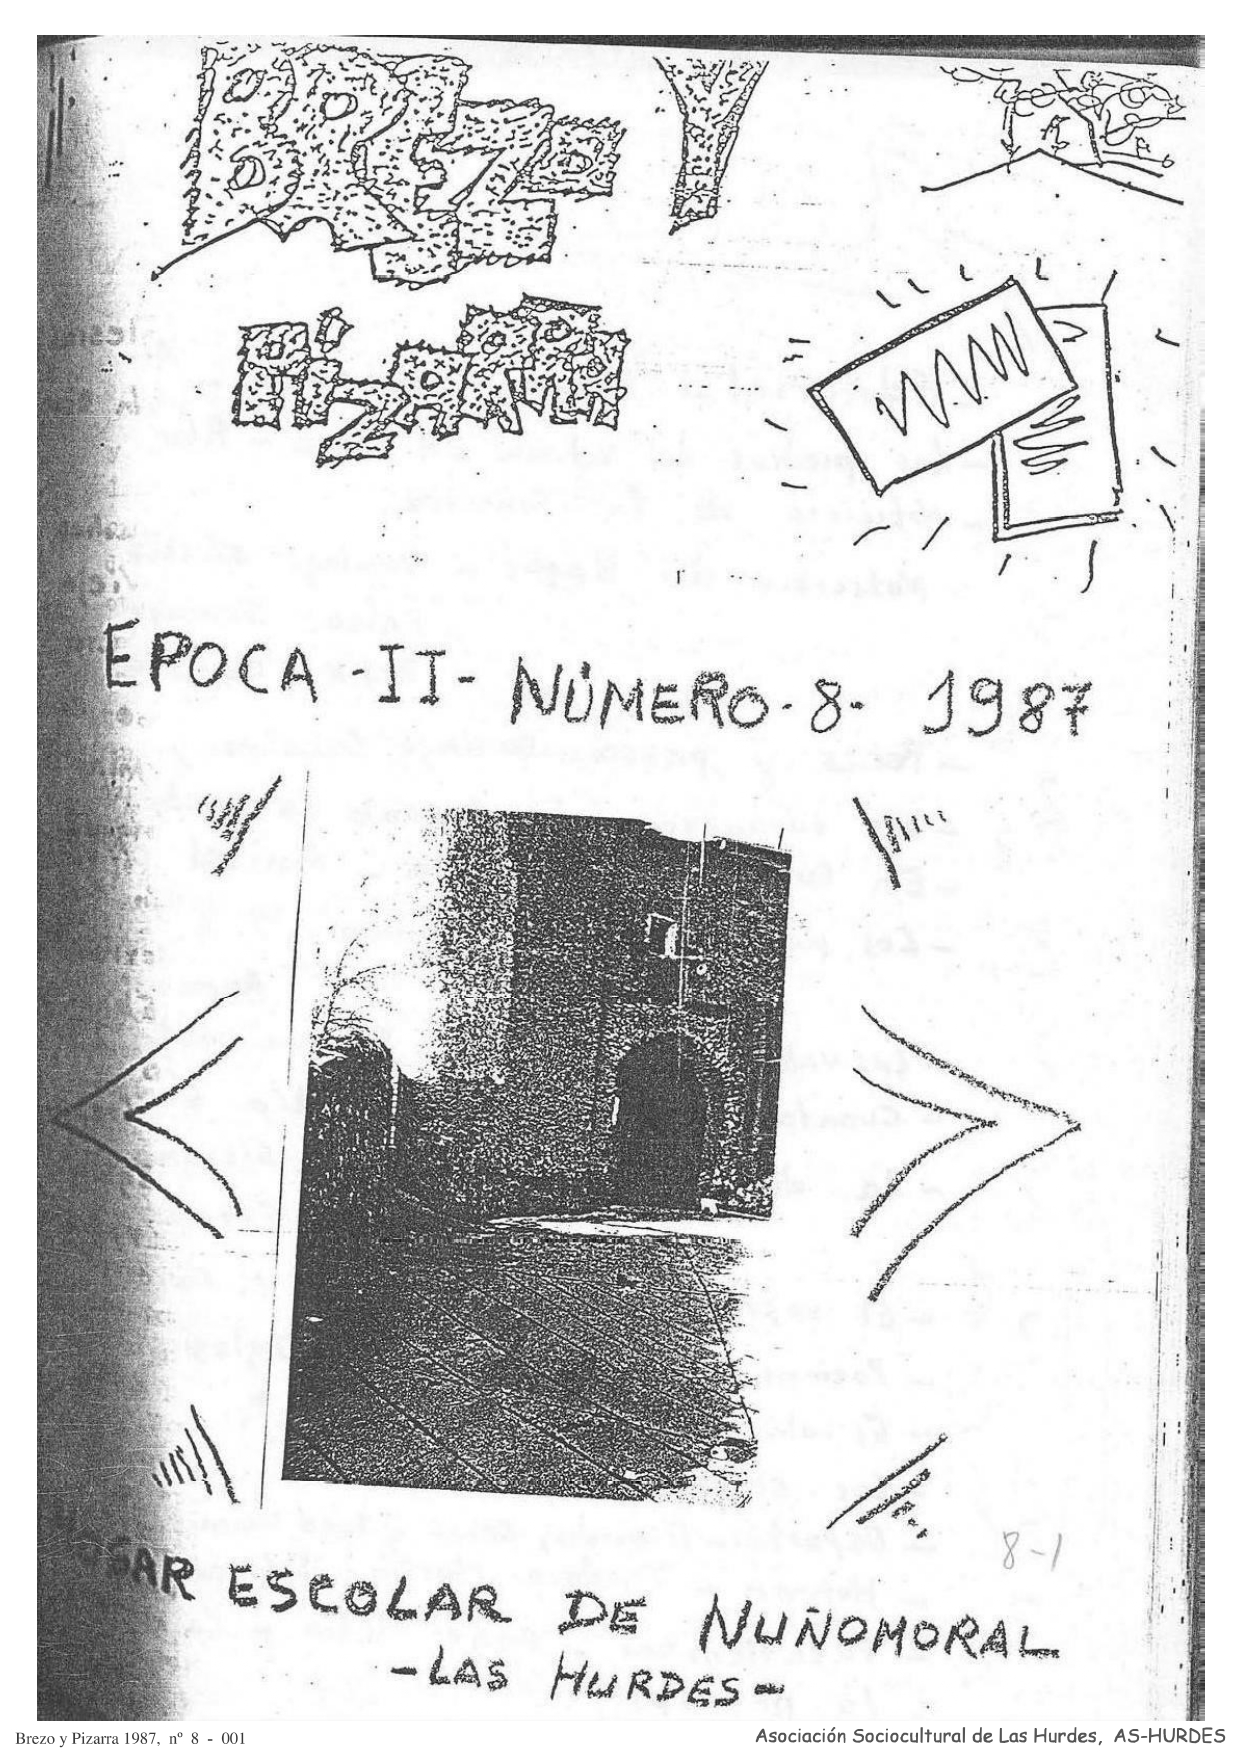 BREZO Y
PiZARRA
EPOCA -II- NÚMERO-8- 1987
8-1
ESCOLAR DE NUÑOMORAL
-LAS HURDES-
Brezo y Pizarra 1987, nº 8 - 001
Asociación Sociocultural de Las Hurdes, AS-HURDES